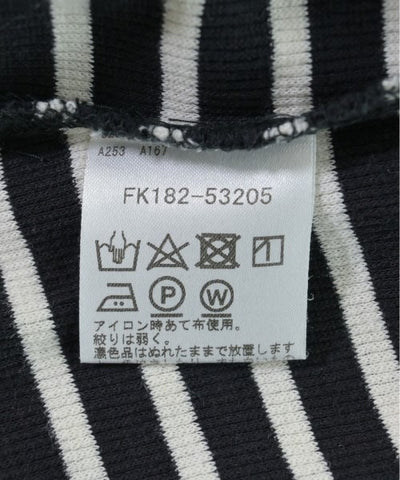 A253 A167
FK182-53205
P W
アイロン時あて布使用。
絞りは弱く。
濃色品はぬれたままで放置します